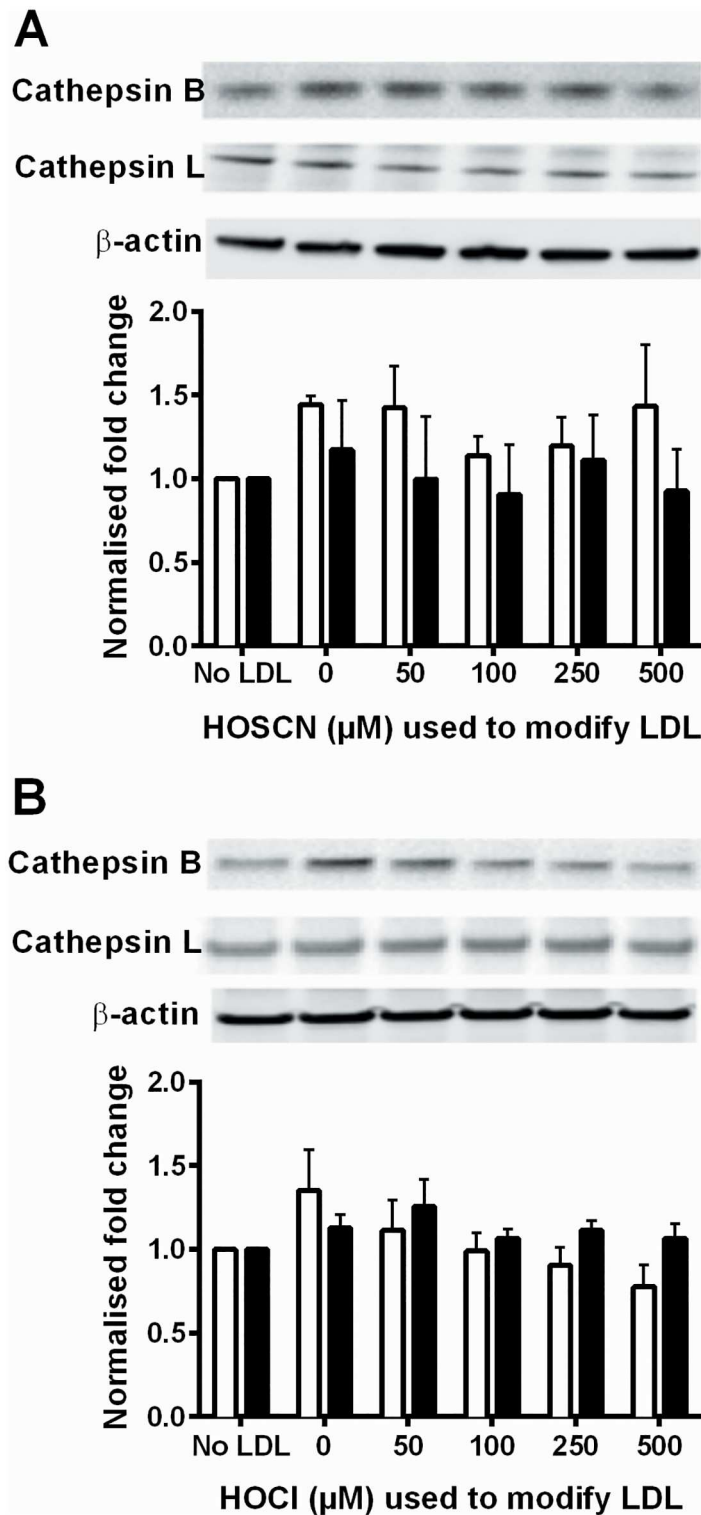 A
Cathepsin B
Cathepsin L
β-actin
Normalised fold change
2.0
1.5
1.0
0.5
0.0
No LDL 0 50 100 250 500
HOSCN (µM) used to modify LDL
B
Cathepsin B
Cathepsin L
β-actin
Normalised fold change
2.0
1.5
1.0
0.5
0.0
No LDL 0 50 100 250 500
HOCl (µM) used to modify LDL